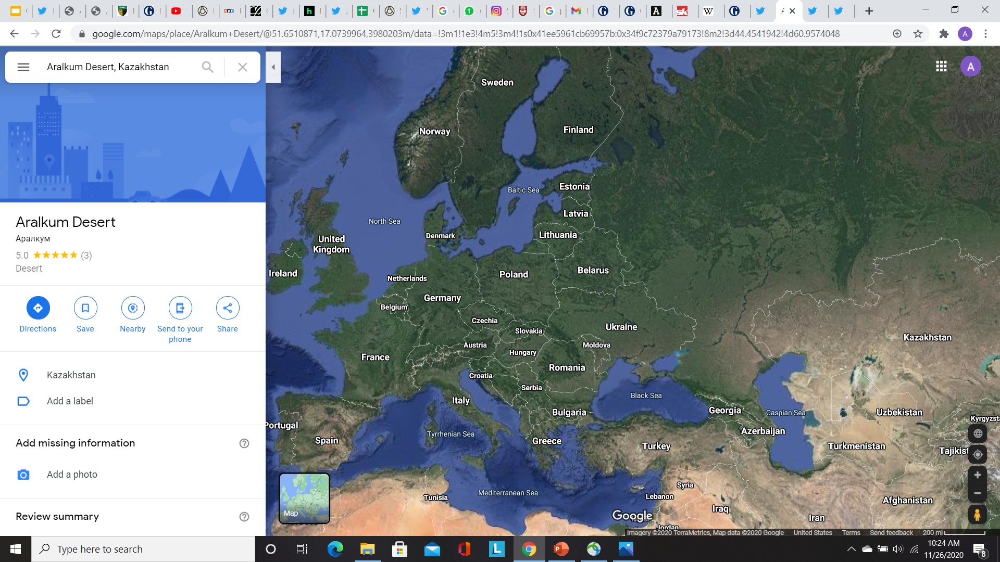 google.com/maps/place/Aralkum+Desert/@51.6510871,17.0739964,3980203m/data=!3m1!1e3!4m5!3m4!1s0x41ee5961cb69957b:0x34f9c72379a79173!8m2!3d44.4541942!4d60.9574048
A
Aralkum Desert, Kazakhstan
A
Aralkum Desert
Аралкум
5.0
(3)
Desert
Directions
Save
Nearby
Send to your
phone
Share
Kazakhstan
Add a label
Add missing information
Add a photo
Review summary
Sweden
Norway
Finland
Estonia
Baltic Sea
Latvia
North Sea
Denmark
Lithuania
United
Kingdom
Ireland
Poland
Belarus
Netherlands
Germany
Belgium
Czechia
Slovakia
Ukraine
Kazakhstan
Austria
Moldova
Hungary
France
Romania
Croatia
Serbia
Black Sea
Italy
Bulgaria
Georgia
Caspian Sea
Uzbekistan
Kyrgyzsta
Portugal
Azerbaijan
Tyrrhenian Sea
Spain
Greece
Turkey
Turkmenistan
Tajikist
Syria
Mediterranean Sea
Lebanon
Tunisia
Afghanistan
Iraq
Iran
Jordan
Map
Google
Imagery ©2020 TerraMetrics, Map data ©2020 Google
United States
Terms
Send feedback
200 mi
Type here to search
10:24 AM
11/26/2020
8